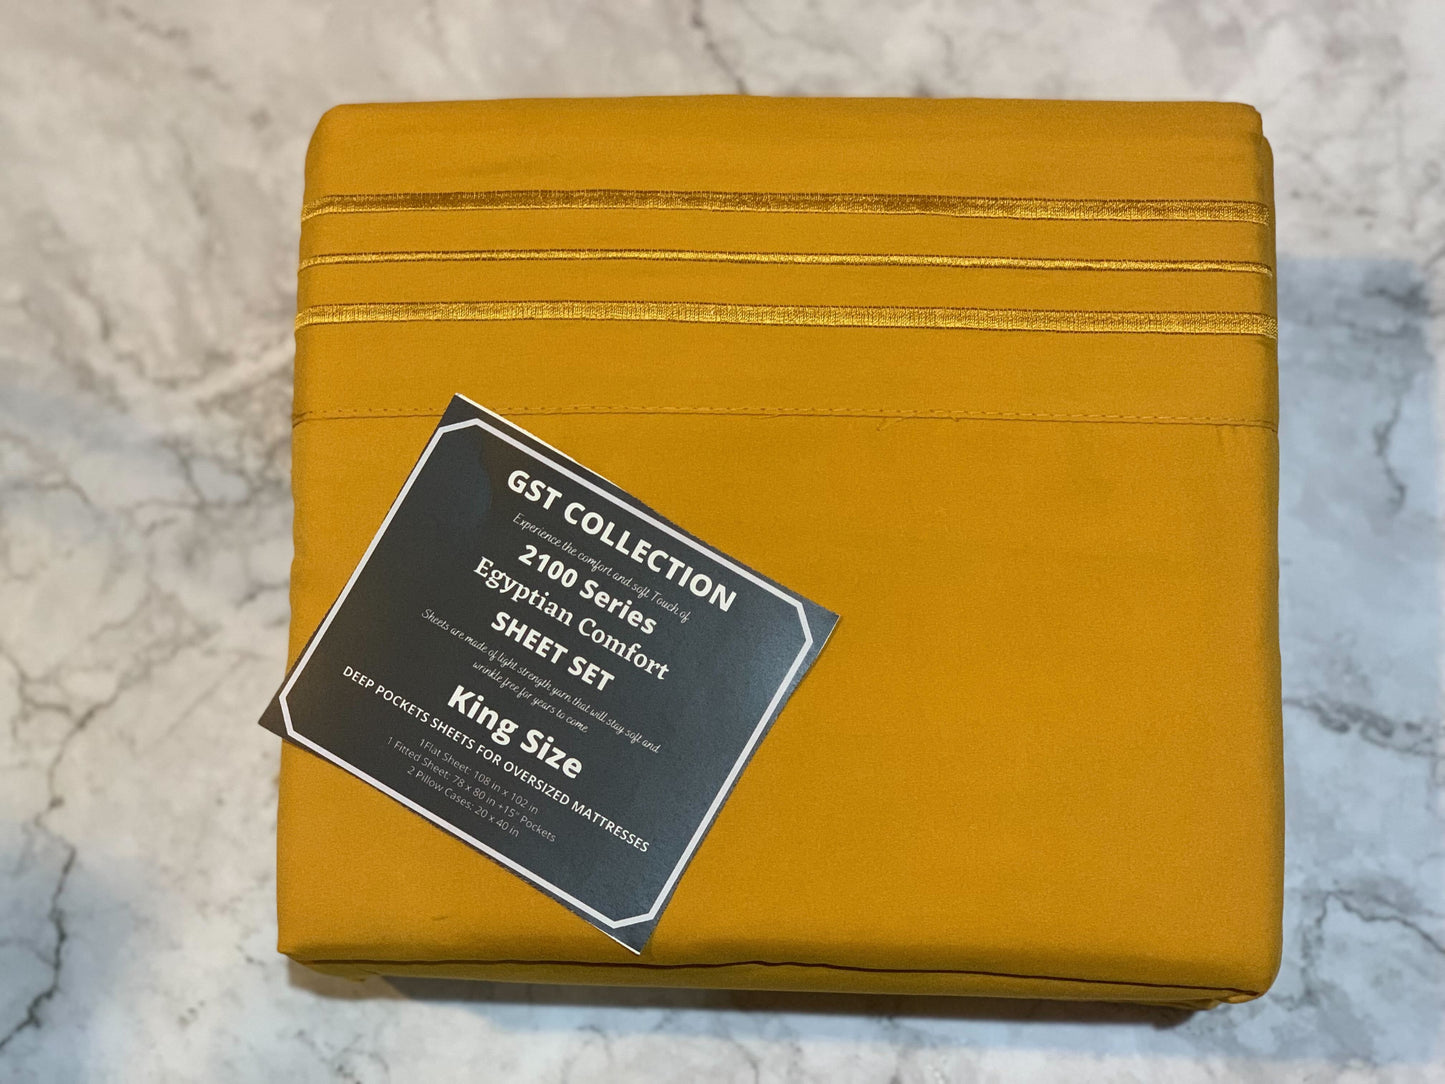 GST COLLECTION
Experience the comfort and soft Touch of
2100 Series
Egyptian Comfort
SHEET SET
Sheets are made of light strength yarn that will stay soft and
wrinkle free for years to come
King Size
DEEP POCKETS SHEETS FOR OVERSIZED MATTRESSES
1Flat Sheet: 108 in x 102 in
1 Fitted Sheet: 78 x 80 in +15" Pockets
2 Pillow Cases: 20 x 40 in